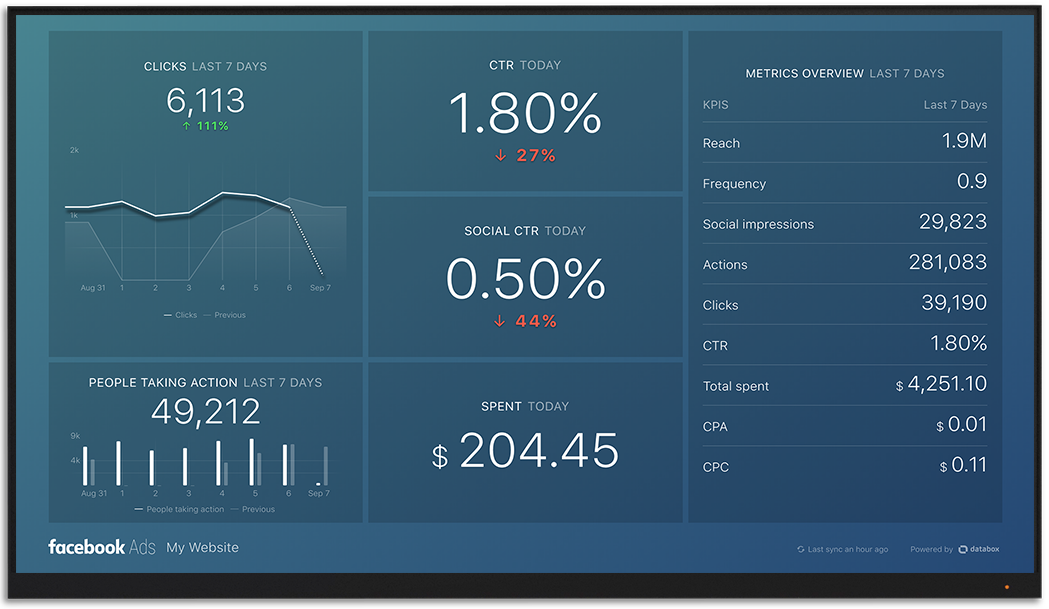 CLICKS LAST 7 DAYS
6,113
↑ 111%
2k
1k
Aug 31 1 2 3 4 5 6 Sep 7
Clicks Previous
PEOPLE TAKING ACTION LAST 7 DAYS
49,212
9k
4k
Aug 31 1 2 3 4 5 6 Sep 7
People taking action Previous
CTR TODAY
1.80%
↓ 27%
SOCIAL CTR TODAY
0.50%
↓ 44%
SPENT TODAY
$ 204.45
METRICS OVERVIEW LAST 7 DAYS
KPIS Last 7 Days
Reach 1.9M
Frequency 0.9
Social impressions 29,823
Actions 281,083
Clicks 39,190
CTR 1.80%
Total spent $ 4,251.10
CPA $ 0.01
CPC $ 0.11
facebook Ads My Website
Last sync an hour ago Powered by databox